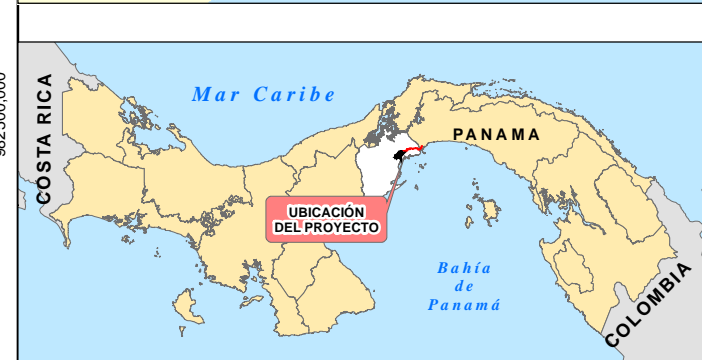 COSTA RICA
Mar Caribe
PANAMA
UBICACIÓN
DEL PROYECTO
Bahía
de
Panamá
COLOMBIA